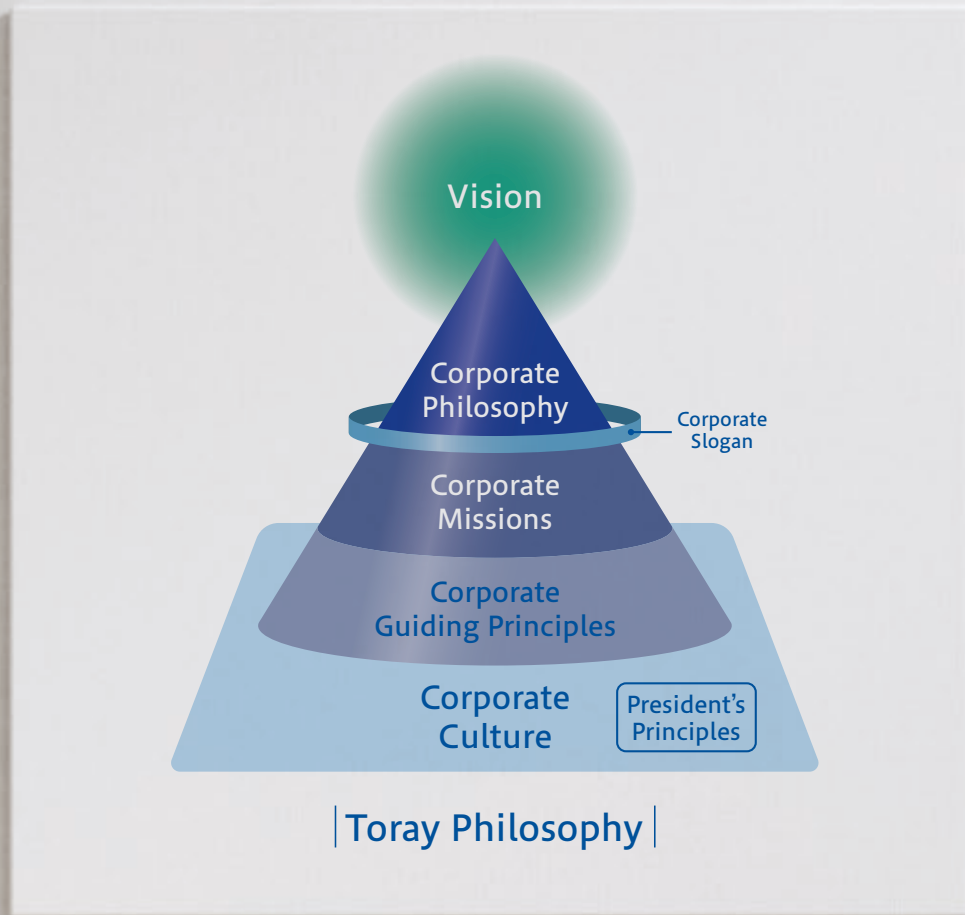 Vision
Corporate
Philosophy
Corporate
Slogan
Corporate
Missions
Corporate
Guiding Principles
Corporate
Culture
President’s
Principles
Toray Philosophy